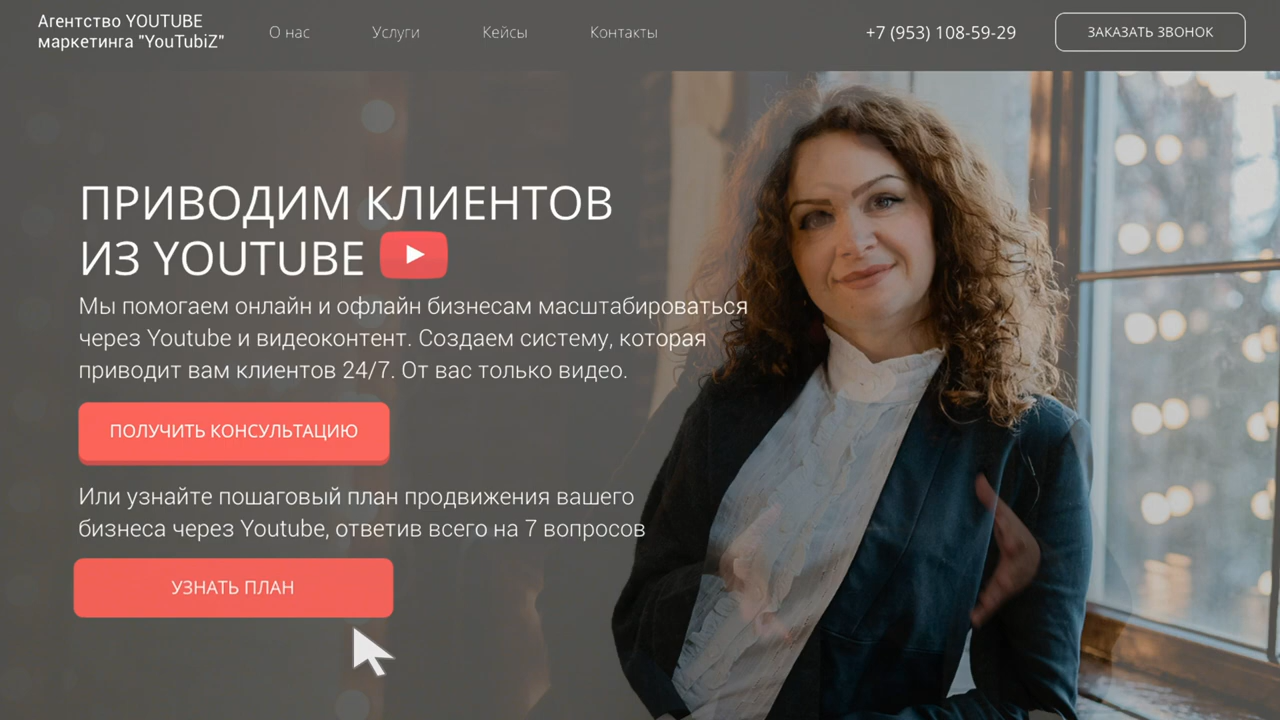 Агентство YOUTUBE
маркетинга "YouTubiZ"
О нас
Услуги
Кейсы
Контакты
+7 (953) 108-59-29
ЗАКАЗАТЬ ЗВОНОК
ПРИВОДИМ КЛИЕНТОВ
ИЗ YOUTUBE
Мы помогаем онлайн и офлайн бизнесам масштабироваться
через Youtube и видеоконтент. Создаем систему, которая
приводит вам клиентов 24/7. От вас только видео.
ПОЛУЧИТЬ КОНСУЛЬТАЦИЮ
Или узнайте пошаговый план продвижения вашего
бизнеса через Youtube, ответив всего на 7 вопросов
УЗНАТЬ ПЛАН